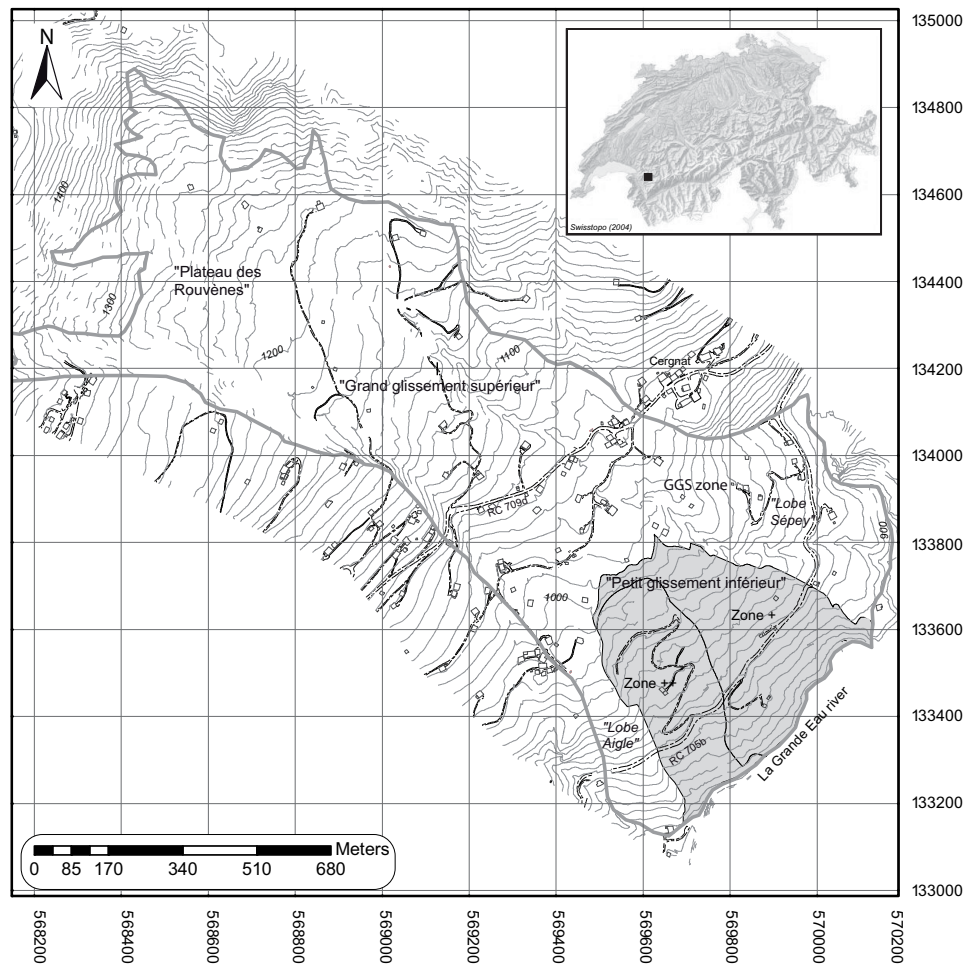 N
135000
134800
134600
134400
134200
134000
133800
133600
133400
133200
133000
Swisstopo (2004)
1400
1300
"Plateau des
Rouvènes"
1200
1100
"Grand glissement supérieur"
Cergnat
RC 709d
GGS zone
"Lobe
Sépey"
900
1000
"Petit glissement inférieur"
Zone +
Zone ++
"Lobe
Aigle"
RC 705b
La Grande Eau river
Meters
0 85 170 340 510 680
568200
568400
568600
568800
569000
569200
569400
569600
569800
570000
570200